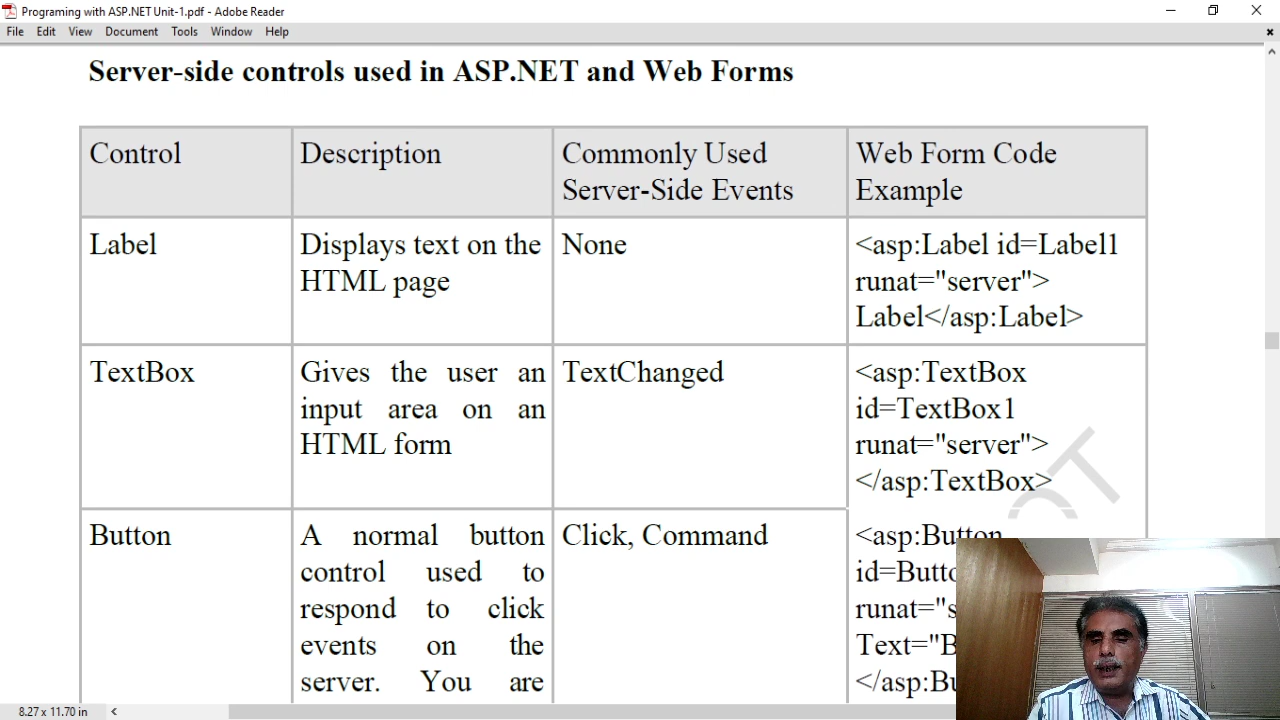 Programing with ASP.NET Unit-1.pdf - Adobe Reader
File Edit View Document Tools Window Help
Server-side controls used in ASP.NET and Web Forms
Control
Description
Commonly Used
Server-Side Events
Web Form Code
Example
Label
Displays text on the
HTML page
None
<asp:Label id=Label1
runat="server">
Label</asp:Label>
TextBox
Gives the user an
input area on an
HTML form
TextChanged
<asp:TextBox
id=TextBox1
runat="server">
</asp:TextBox>
Button
A normal button
control used to
respond to click
events on the
server. You are
Click, Command
<asp:Button
8.27 x 11.70 in